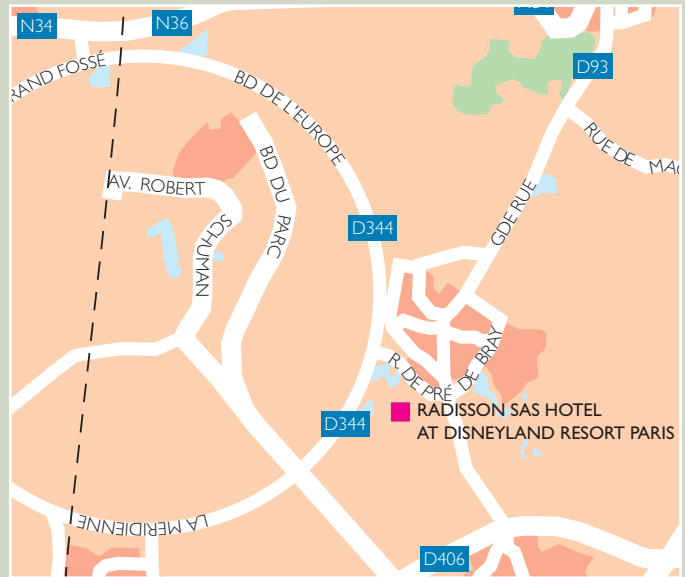 N34
N36
D93
RAND FOSSÉ
BD DE L'EUROPE
RUE DE MAG
AV. ROBERT
SCHUMAN
BD DU PARC
D344
GDE RUE
R. DE PRÉ DE BRAY
RADISSON SAS HOTEL
AT DISNEYLAND RESORT PARIS
D344
LA MERIDIENNE
D406